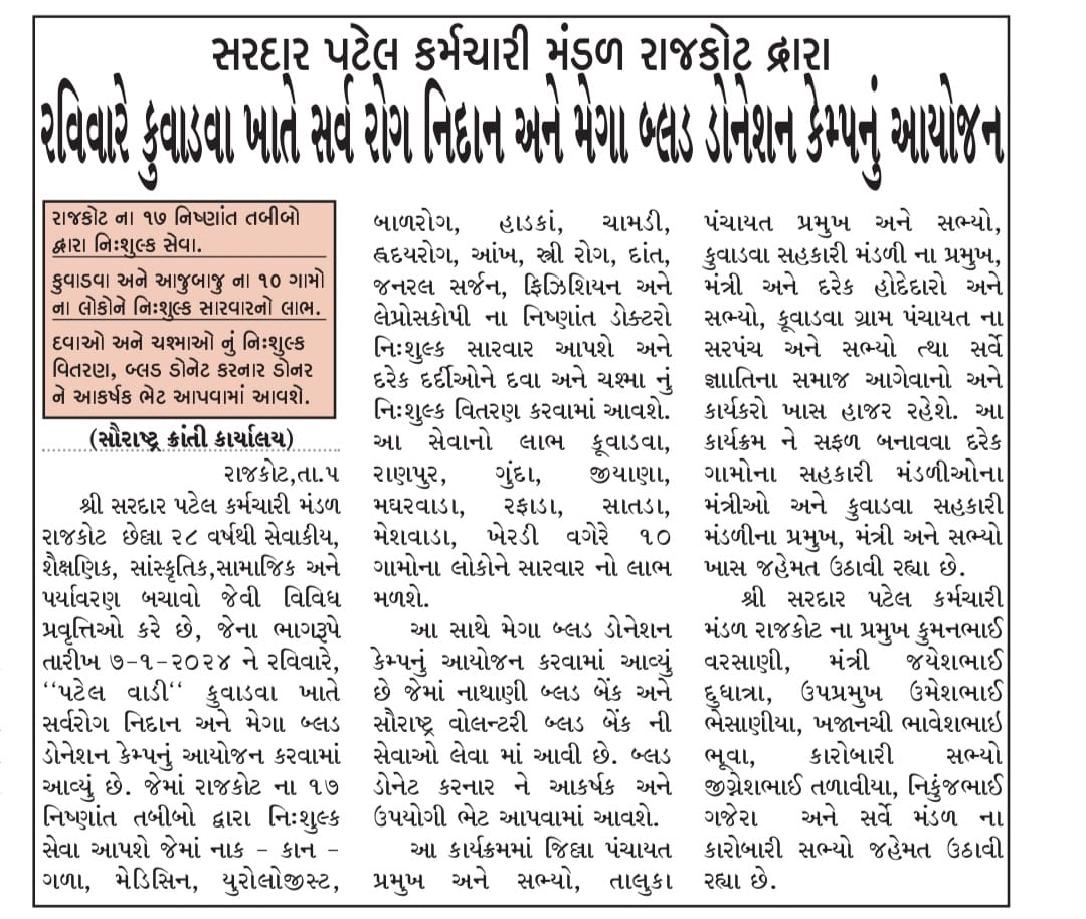 સરદાર પટેલ કર્મચારી મંડળ રાજકોટ દ્વારા
રવિવારે કુવાડવા ખાતે સર્વ રોગ નિદાન અને મેગા બ્લડ ડોનેશન કેમ્પનું આયોજન
રાજકોટ ના ૧૭ નિષ્ણાંત તબીબો
દ્વારા નિઃશુલ્ક સેવા.
કુવાડવા અને આજુબાજુ ના ૧૦ ગામો
ના લોકોને નિઃશુલ્ક સારવારનો લાભ.
દવાઓ અને ચશ્માઓ નું નિઃશુલ્ક
વિતરણ, બ્લડ ડોનેટ કરનાર ડોનર
ને આકર્ષક ભેટ આપવામાં આવશે.
(સૌરાષ્ટ્ર ક્રાંતી કાર્યાલય)
રાજકોટ,તા.૫
શ્રી સરદાર પટેલ કર્મચારી મંડળ
રાજકોટ છેલ્લા ૨૮ વર્ષથી સેવાકીય,
શૈક્ષણિક, સાંસ્કૃતિક,સામાજિક અને
પર્યાવરણ બચાવો જેવી વિવિધ
પ્રવૃત્તિઓ કરે છે, જેના ભાગરૂપે
તારીખ ૭-૧-૨૦૨૪ ને રવિવારે,
"પટેલ વાડી" કુવાડવા ખાતે
સર્વરોગ નિદાન અને મેગા બ્લડ
ડોનેશન કેમ્પનું આયોજન કરવામાં
આવ્યું છે. જેમાં રાજકોટ ના ૧૭
નિષ્ણાંત તબીબો દ્વારા નિઃશુલ્ક
સેવા આપશે જેમાં નાક - કાન -
ગળા, મેડિસિન, યુરોલોજીસ્ટ,
બાળરોગ, હાડકાં, ચામડી,
હૃદયરોગ, આંખ, સ્ત્રી રોગ, દાંત,
જનરલ સર્જન, ફિઝિશિયન અને
લેપ્રોસકોપી ના નિષ્ણાંત ડોક્ટરો
નિઃશુલ્ક સારવાર આપશે અને
દરેક દર્દીઓને દવા અને ચશ્મા નું
નિઃશુલ્ક વિતરણ કરવામાં આવશે.
આ સેવાનો લાભ કૂવાડવા,
રાણપુર, ગુંદા, જીયાણા,
મઘરવાડા, રફાડા, સાતડા,
મેશવાડા, ખેરડી વગેરે ૧૦
ગામોના લોકોને સારવાર નો લાભ
મળશે.
આ સાથે મેગા બ્લડ ડોનેશન
કેમ્પનું આયોજન કરવામાં આવ્યું
છે જેમાં નાથાણી બ્લડ બેંક અને
સૌરાષ્ટ્ર વોલન્ટરી બ્લડ બેંક ની
સેવાઓ લેવા માં આવી છે. બ્લડ
ડોનેટ કરનાર ને આકર્ષક અને
ઉપયોગી ભેટ આપવામાં આવશે.
આ કાર્યક્રમમાં જિલ્લા પંચાયત
પ્રમુખ અને સભ્યો, તાલુકા
પંચાયત પ્રમુખ અને સભ્યો,
કુવાડવા સહકારી મંડળી ના પ્રમુખ,
મંત્રી અને દરેક હોદેદારો અને
સભ્યો, કૂવાડવા ગ્રામ પંચાયત ના
સરપંચ અને સભ્યો ત્થા સર્વે
જ્ઞાાતિના સમાજ આગેવાનો અને
કાર્યકરો ખાસ હાજર રહેશે. આ
કાર્યક્રમ ને સફળ બનાવવા દરેક
ગામોના સહકારી મંડળીઓના
મંત્રીઓ અને કુવાડવા સહકારી
મંડળીના પ્રમુખ, મંત્રી અને સભ્યો
ખાસ જહેમત ઉઠાવી રહ્યા છે.
શ્રી સરદાર પટેલ કર્મચારી
મંડળ રાજકોટ ના પ્રમુખ કુમનભાઈ
વરસાણી, મંત્રી જયેશભાઈ
દુધાત્રા, ઉપપ્રમુખ ઉમેશભાઈ
ભેસાણીયા, ખજાનચી ભાવેશભાઇ
ભૂવા, કારોબારી સભ્યો
જીગ્નેશભાઈ તળાવીયા, નિકુંજભાઈ
ગજેરા અને સર્વે મંડળ ના
કારોબારી સભ્યો જહેમત ઉઠાવી
રહ્યા છે.